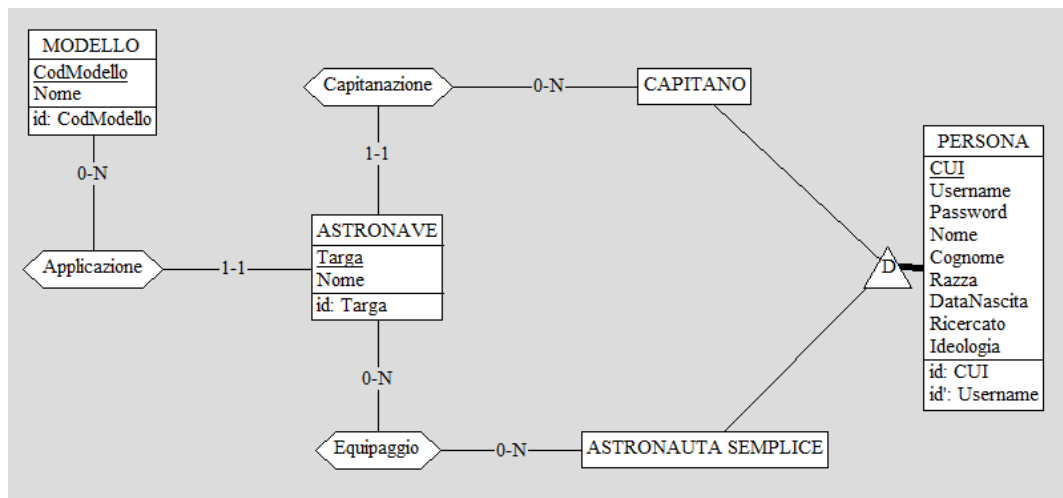 MODELLO
CodModello
Nome
id: CodModello
0-N
Applicazione
1-1
Capitanazione
0-N
CAPITANO
1-1
ASTRONAVE
Targa
Nome
id: Targa
0-N
Equipaggio
0-N
ASTRONAUTA SEMPLICE
D
PERSONA
CUI
Username
Password
Nome
Cognome
Razza
DataNascita
Ricercato
Ideologia
id: CUI
id': Username